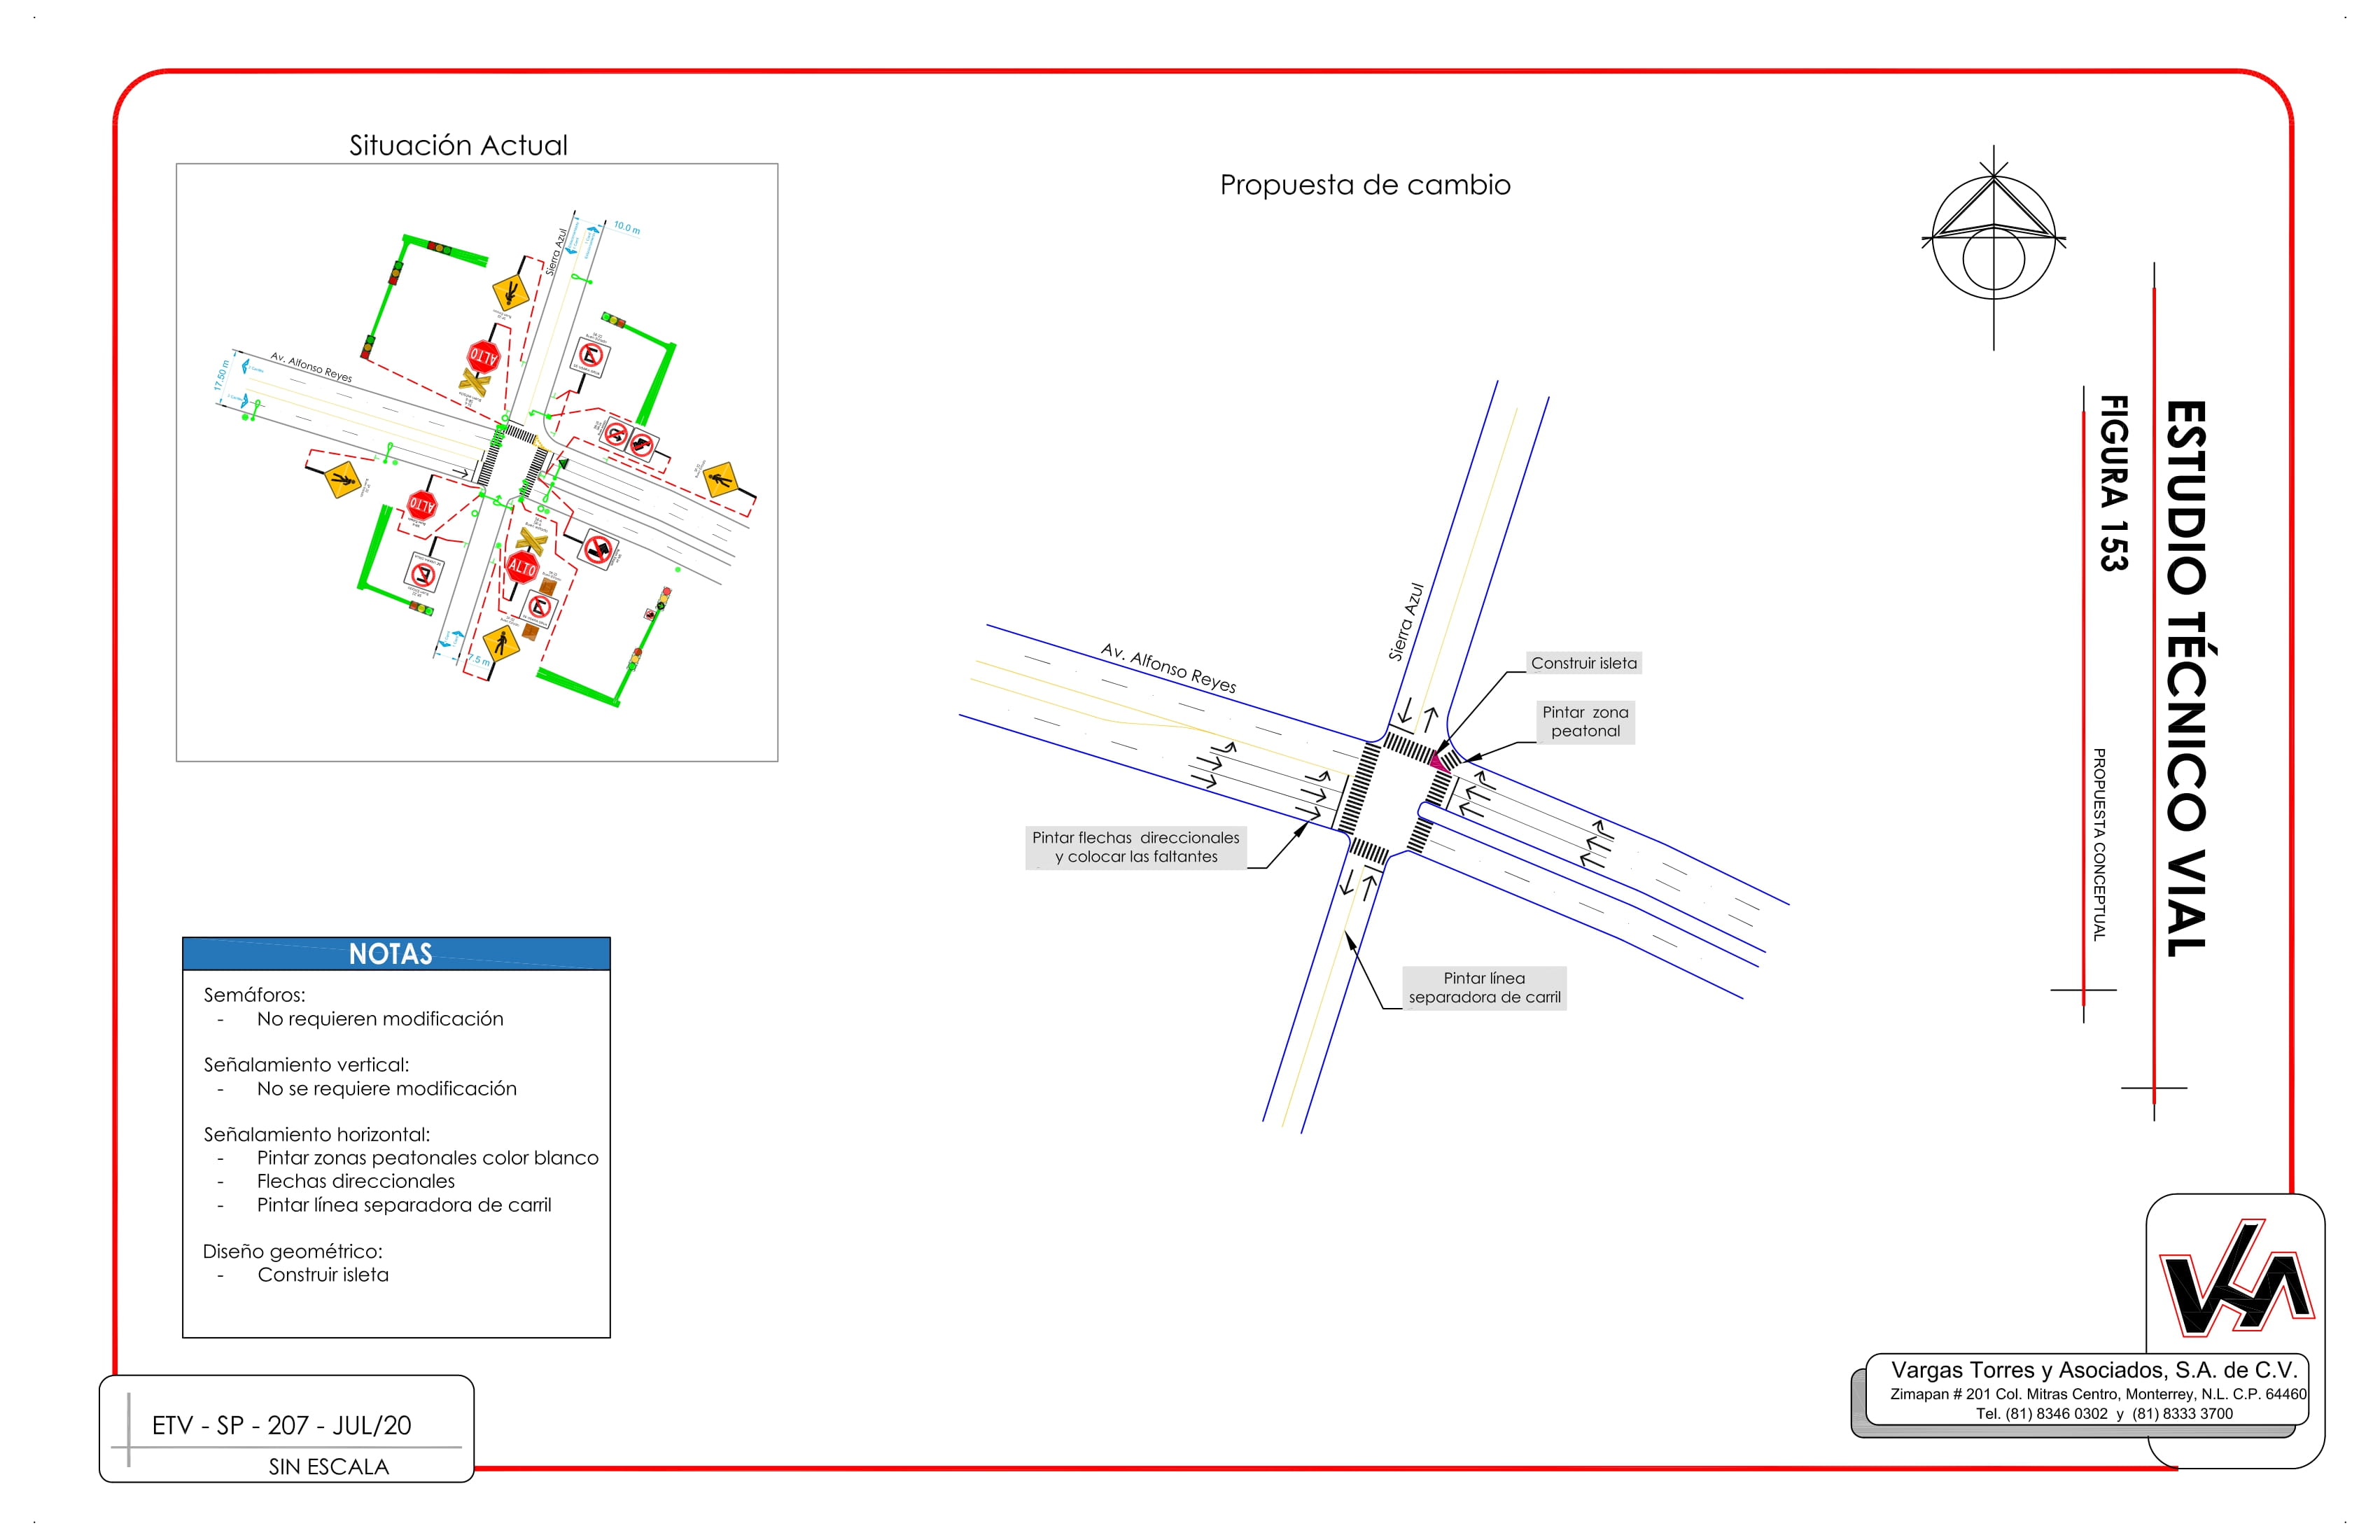 Situación Actual
10.0 m
Sierra Azul
Av. Alfonso Reyes
17.50 m
ALTO
ALTO
ALTO
7.5 m
Propuesta de cambio
Sierra Azul
Av. Alfonso Reyes
Construir isleta
Pintar zona
peatonal
Pintar flechas direccionales
y colocar las faltantes
Pintar línea
separadora de carril
ESTUDIO TÉCNICO VIAL
FIGURA 153
PROPUESTA CONCEPTUAL
NOTAS
Semáforos:
- No requieren modificación
Señalamiento vertical:
- No se requiere modificación
Señalamiento horizontal:
- Pintar zonas peatonales color blanco
- Flechas direccionales
- Pintar línea separadora de carril
Diseño geométrico:
- Construir isleta
ETV - SP - 207 - JUL/20
SIN ESCALA
Vargas Torres y Asociados, S.A. de C.V.
Zimapan # 201 Col. Mitras Centro, Monterrey, N.L. C.P. 64460
Tel. (81) 8346 0302 y (81) 8333 3700